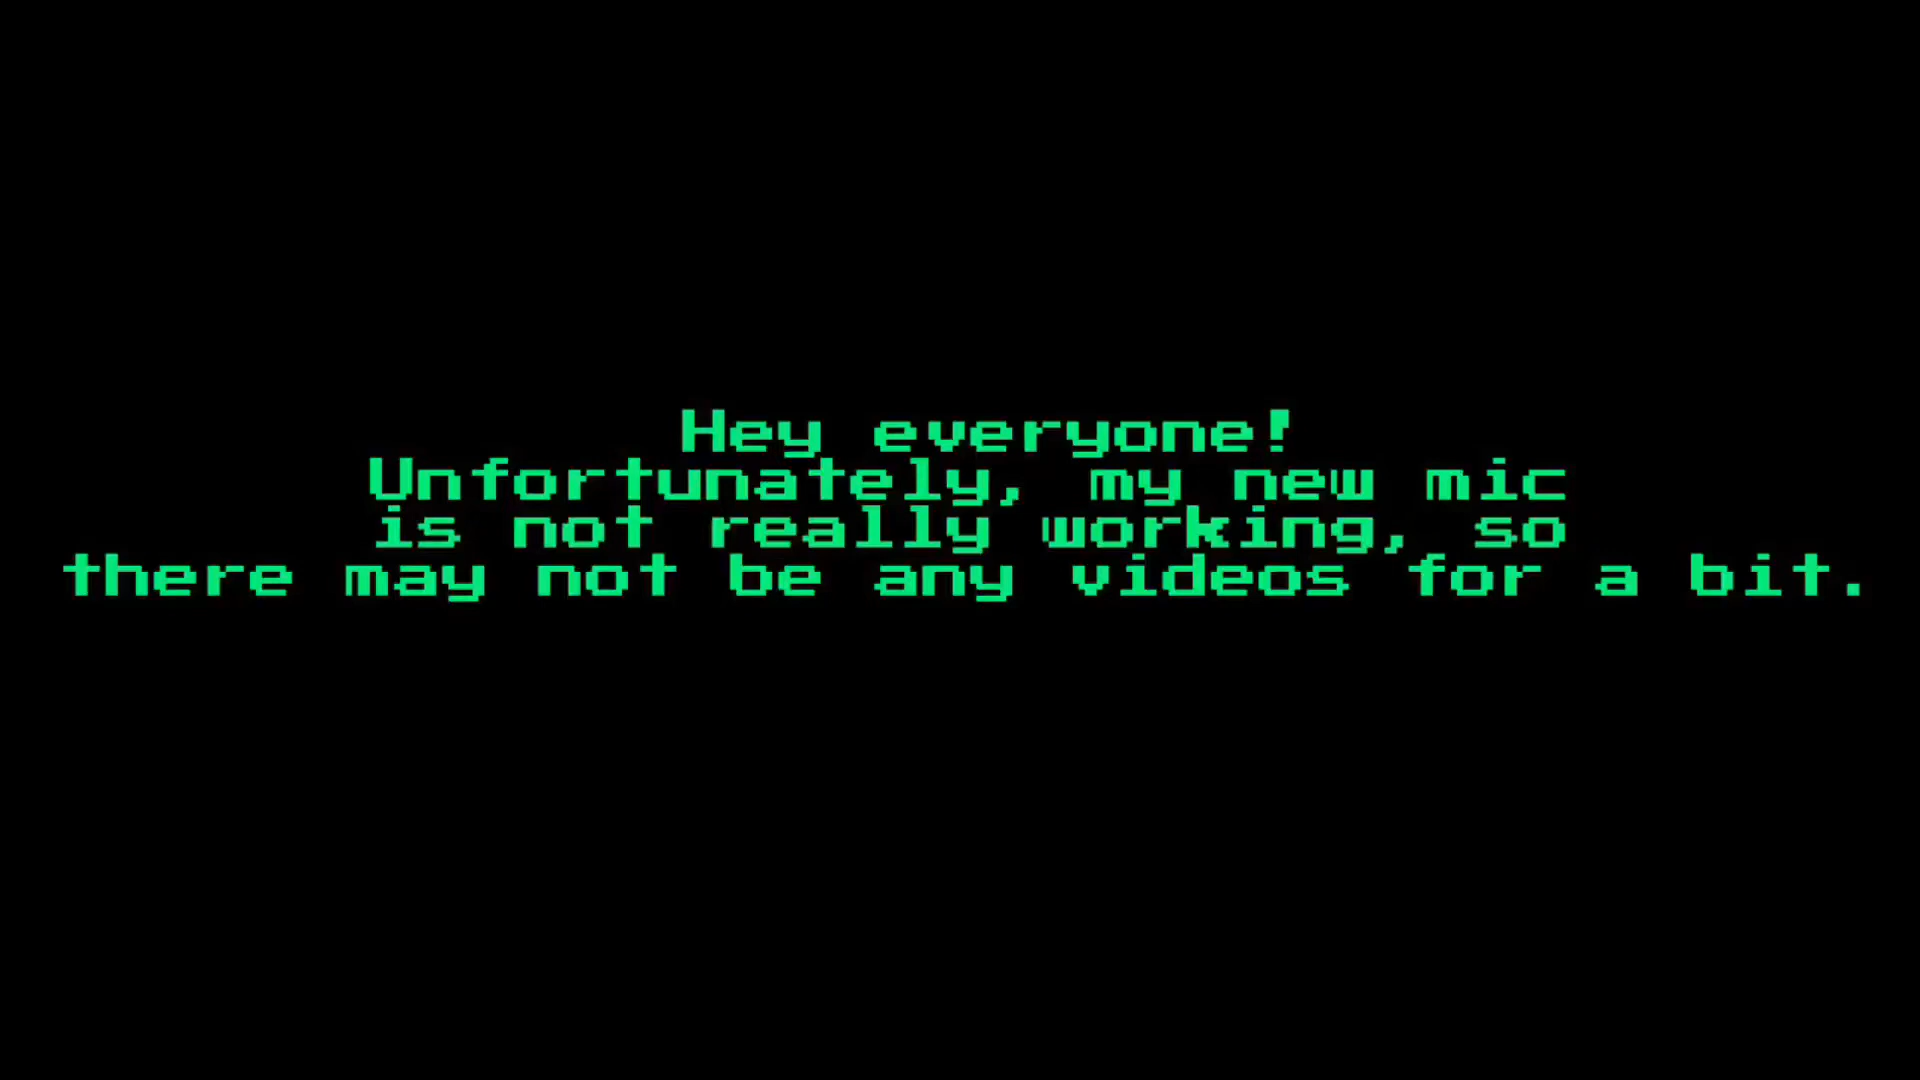 Hey everyone!
Unfortunately, my new mic
is not really working, so
there may not be any videos for a bit.